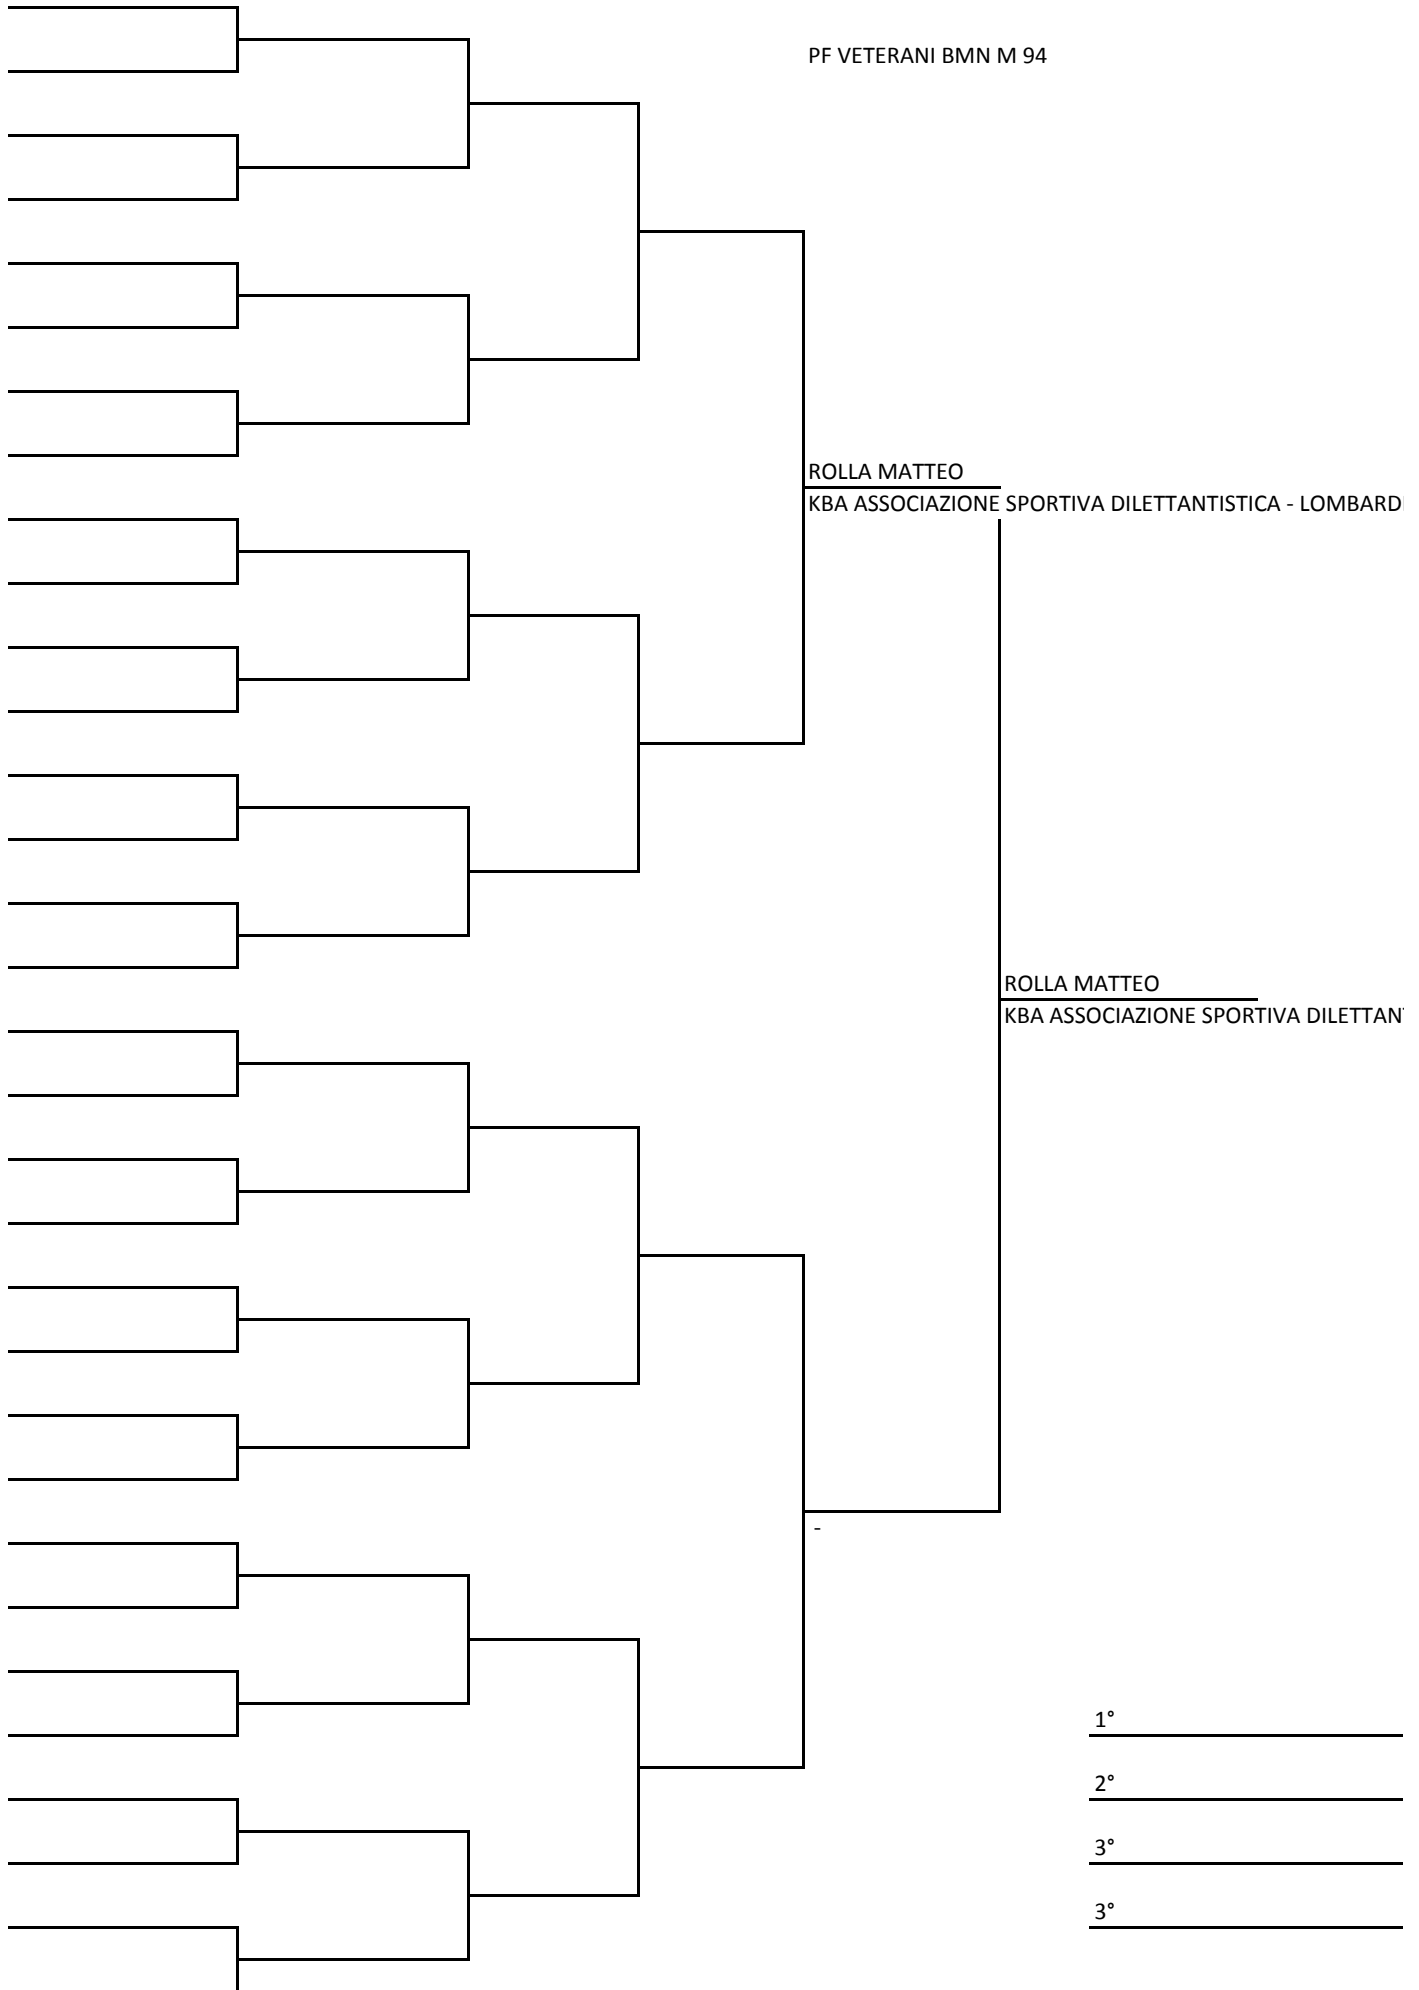 PF VETERANI BMN M 94
ROLLA MATTEO
KBA ASSOCIAZIONE SPORTIVA DILETTANTISTICA - LOMBARDI
ROLLA MATTEO
KBA ASSOCIAZIONE SPORTIVA DILETTAN
-
1°
2°
3°
3°